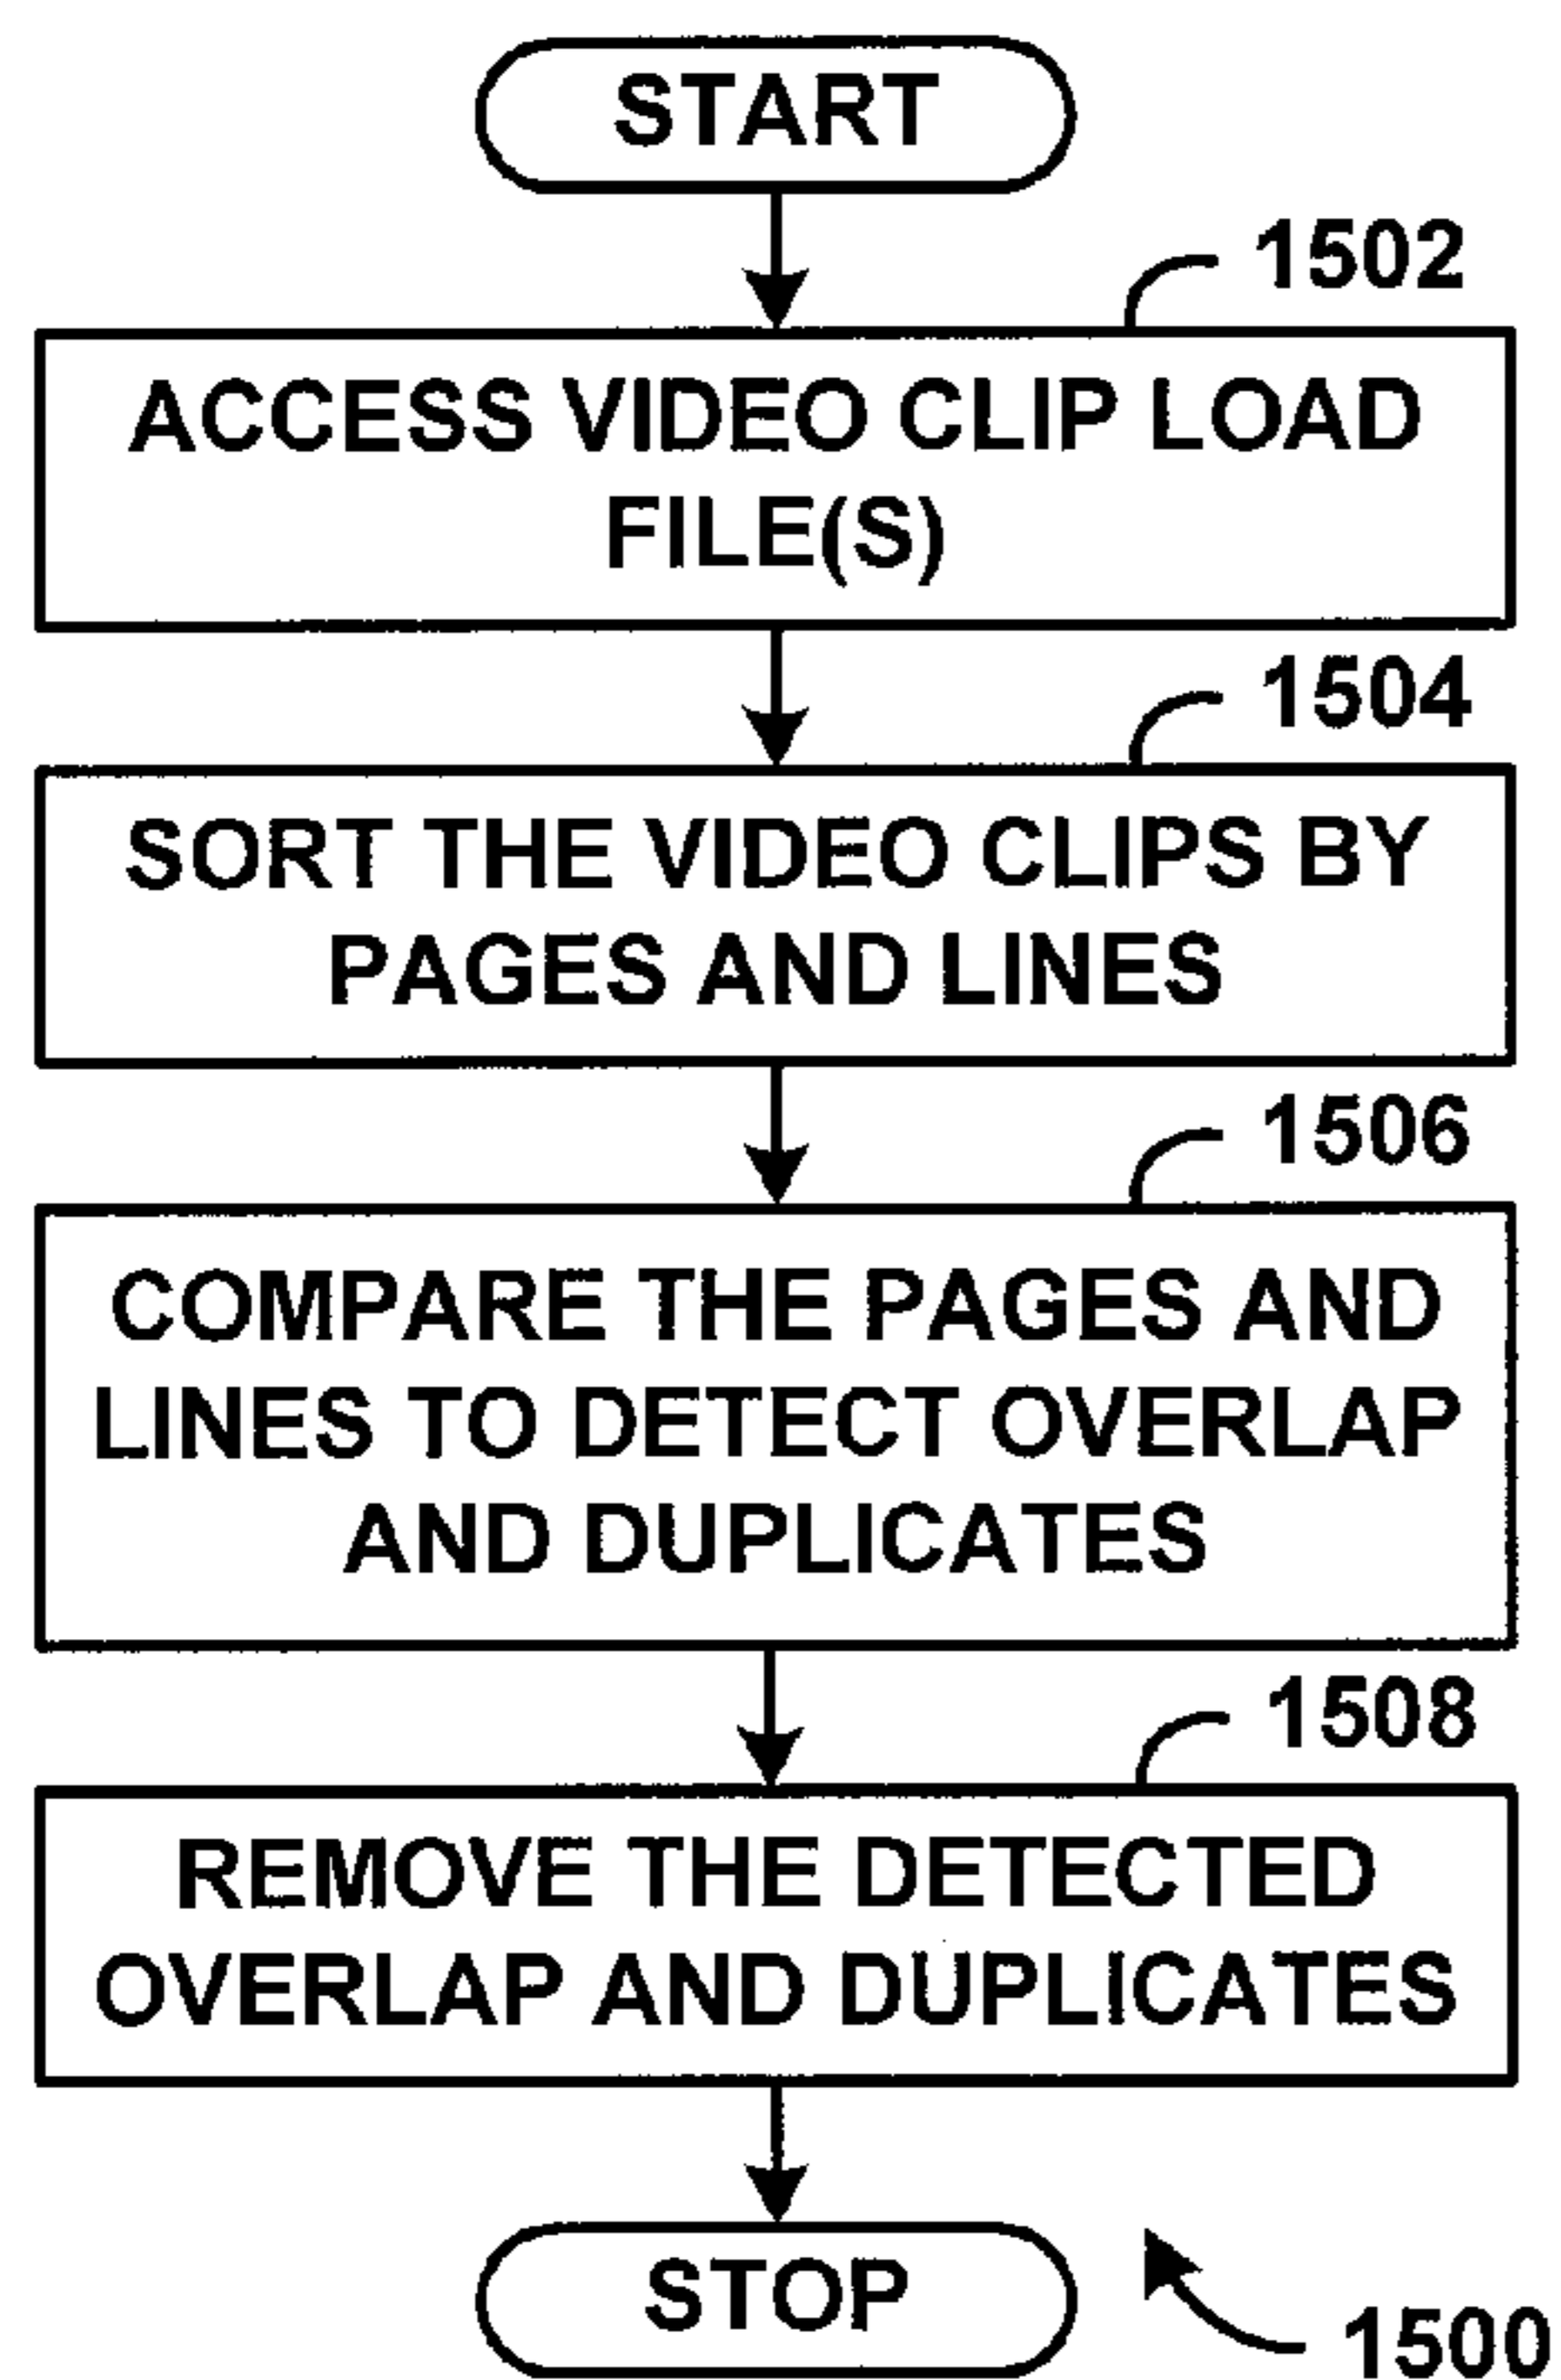 START
1502
ACCESS VIDEO CLIP LOAD
FILE(S)
1504
SORT THE VIDEO CLIPS BY
PAGES AND LINES
1506
COMPARE THE PAGES AND
LINES TO DETECT OVERLAP
AND DUPLICATES
1508
REMOVE THE DETECTED
OVERLAP AND DUPLICATES
STOP
1500